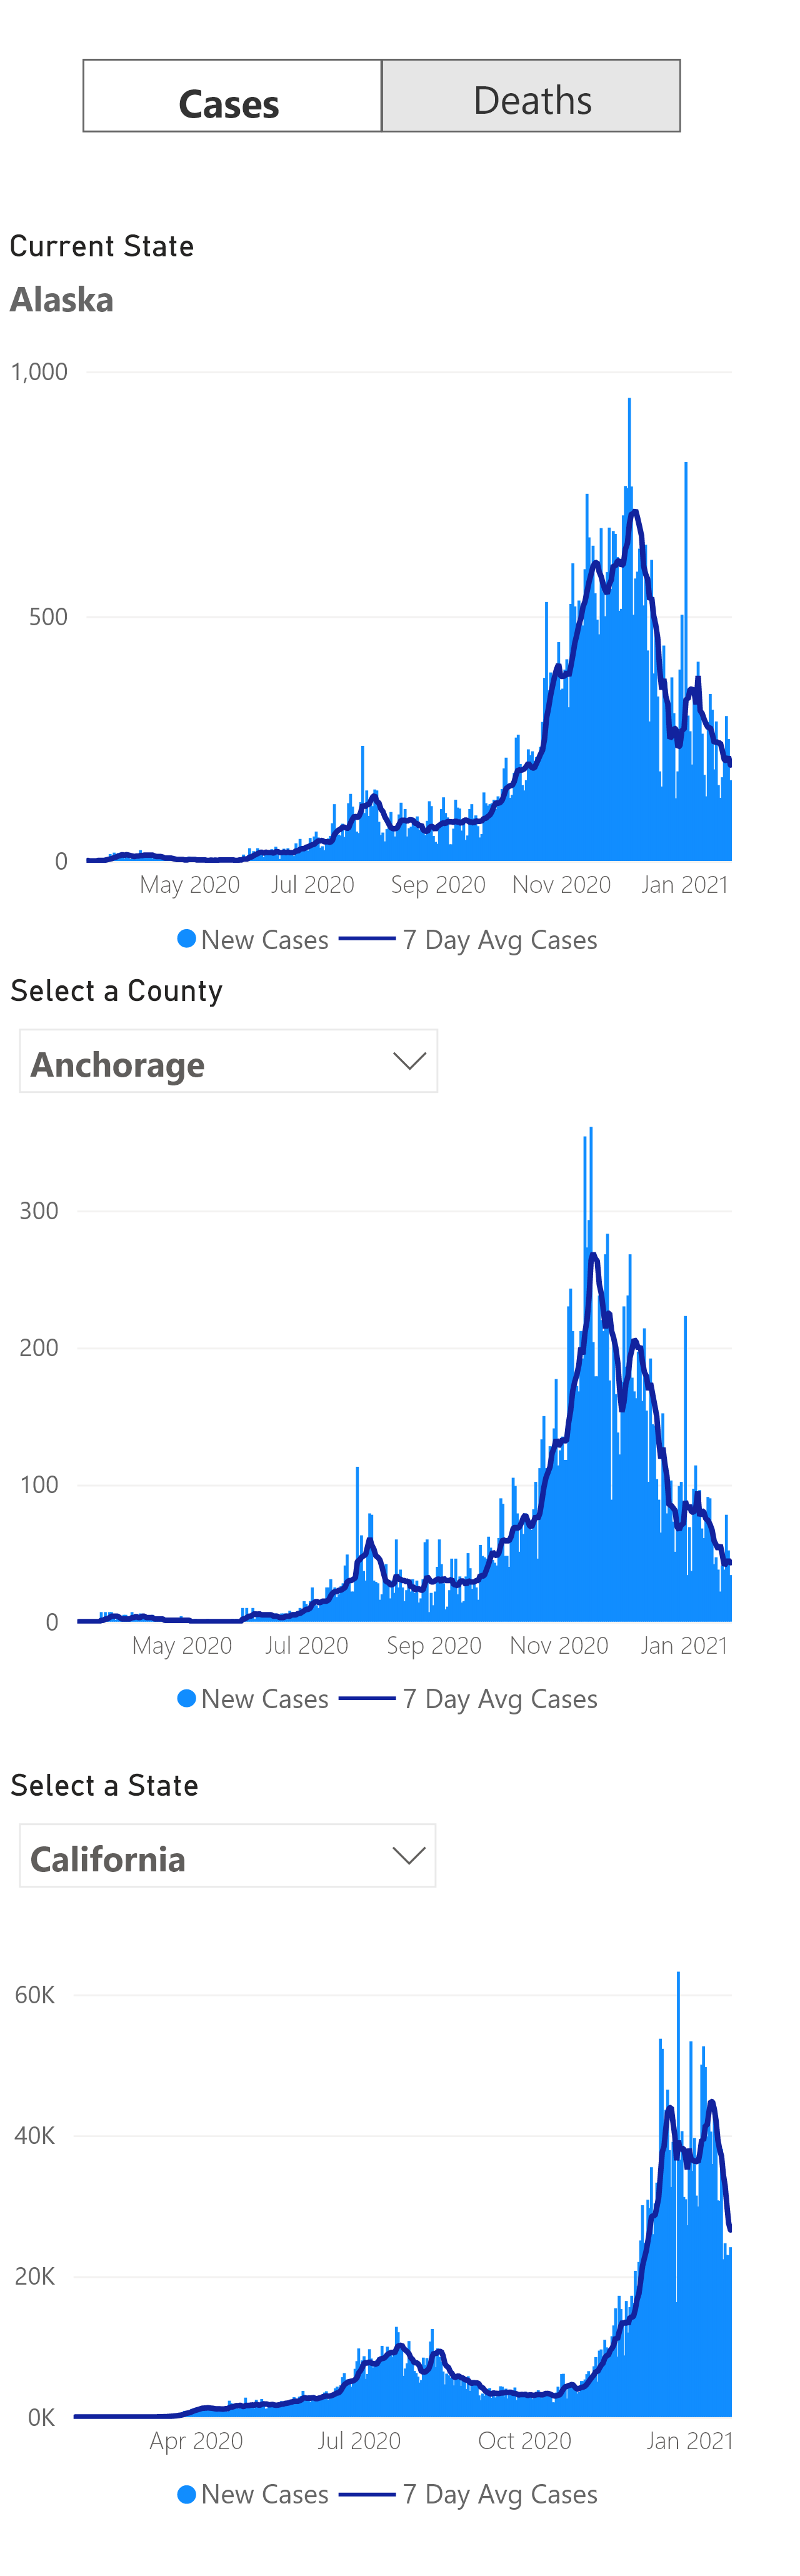 Cases Deaths
Current State
Alaska
1,000
500
0
May 2020 Jul 2020 Sep 2020 Nov 2020 Jan 2021
New Cases 7 Day Avg Cases
Select a County
Anchorage
300
200
100
0
May 2020 Jul 2020 Sep 2020 Nov 2020 Jan 2021
New Cases 7 Day Avg Cases
Select a State
California
60K
40K
20K
0K
Apr 2020 Jul 2020 Oct 2020 Jan 2021
New Cases 7 Day Avg Cases